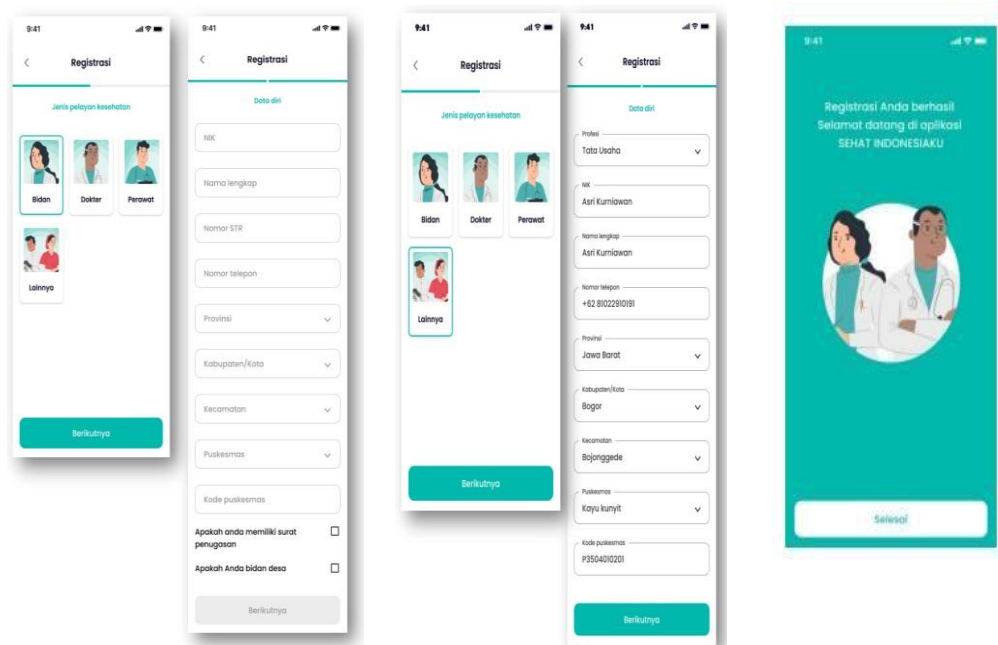 9:41
Registrasi
Jenis pelayan kesehatan
Bidan
Dokter
Perawat
Lainnya
Berikutnya
9:41
Registrasi
Data diri
NIK
Nama lengkap
Nomor STR
Nomor telepon
Provinsi
Kabupaten/Kota
Kecamatan
Puskesmas
Kode puskesmas
Apakah anda memiliki surat
penugasan
Apakah Anda bidan desa
Berikutnya
9:41
Registrasi
Jenis pelayan kesehatan
Bidan
Dokter
Perawat
Lainnya
Berikutnya
9:41
Registrasi
Data diri
Profesi
Tata Usaha
NIK
Asri Kurniawan
Nama lengkap
Asri Kurniawan
Nomor telepon
+62 81022910191
Provinsi
Jawa Barat
Kabupaten/Kota
Bogor
Kecamatan
Bojonggede
Puskesmas
Kayu kunyit
Kode puskesmas
P3504010201
Berikutnya
9:41
Registrasi Anda berhasil
Selamat datang di aplikasi
SEHAT INDONESIAKU
Selesai